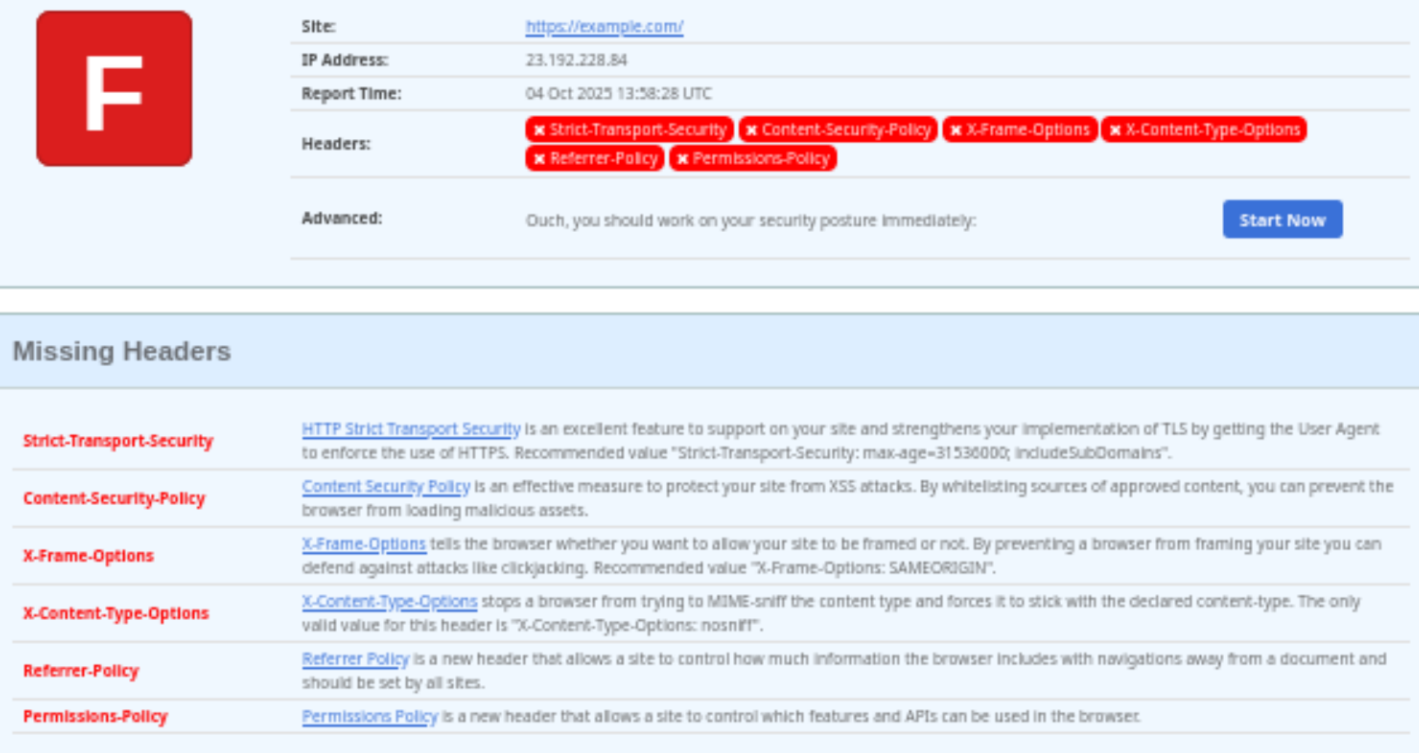 F
Site: https://example.com/
IP Address: 23.192.228.84
Report Time: 04 Oct 2025 13:58:28 UTC
Headers: ✖ Strict-Transport-Security ✖ Content-Security-Policy ✖ X-Frame-Options ✖ X-Content-Type-Options
✖ Referrer-Policy ✖ Permissions-Policy
Advanced: Ouch, you should work on your security posture immediately: Start Now
Missing Headers
Strict-Transport-Security
HTTP Strict Transport Security is an excellent feature to support on your site and strengthens your implementation of TLS by getting the User Agent
to enforce the use of HTTPS. Recommended value "Strict-Transport-Security: max-age=31536000; includeSubDomains".
Content-Security-Policy
Content Security Policy is an effective measure to protect your site from XSS attacks. By whitelisting sources of approved content, you can prevent the
browser from loading malicious assets.
X-Frame-Options
X-Frame-Options tells the browser whether you want to allow your site to be framed or not. By preventing a browser from framing your site you can
defend against attacks like clickjacking. Recommended value "X-Frame-Options: SAMEORIGIN".
X-Content-Type-Options
X-Content-Type-Options stops a browser from trying to MIME-sniff the content type and forces it to stick with the declared content-type. The only
valid value for this header is "X-Content-Type-Options: nosniff".
Referrer-Policy
Referrer Policy is a new header that allows a site to control how much information the browser includes with navigations away from a document and
should be set by all sites.
Permissions-Policy
Permissions Policy is a new header that allows a site to control which features and APIs can be used in the browser.